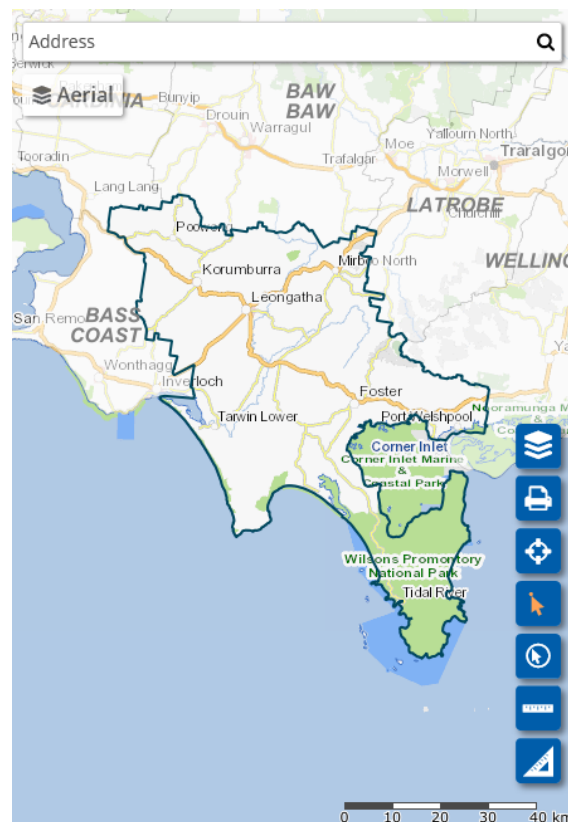 Address
Aerial
Bunyip
BAW
BAW
Drouin
Warragul
Yallourn North
Moe
Tooradin
Trafalgar
Traralgon
Morwell
Lang Lang
LATROBE
Churchill
Poowong
Mirboo North
Korumburra
WELLING
Leongatha
San Remo
BASS
COAST
Wonthagg
Inverloch
Foster
Tarwin Lower
Port Welshpool
Corner Inlet
Corner Inlet Marine
&
Coastal Park
Wilsons Promontory
National Park
Tidal River
0 10 20 30 40 km